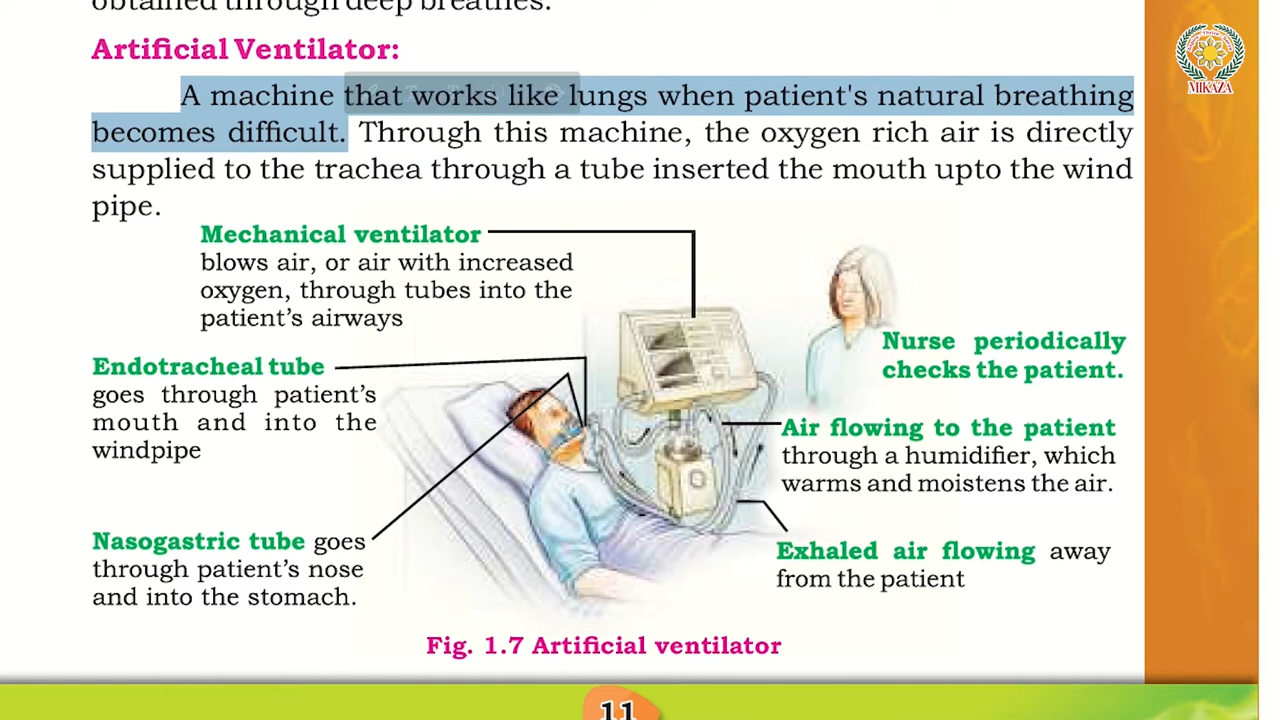 obtained through deep breathes.
MIKAZA
Artificial Ventilator:
A machine that works like lungs when patient's natural breathing
becomes difficult. Through this machine, the oxygen rich air is directly
supplied to the trachea through a tube inserted the mouth upto the wind
pipe.
Mechanical ventilator
blows air, or air with increased
oxygen, through tubes into the
patient's airways
Endotracheal tube
goes through patient's
mouth and into the
windpipe
Nasogastric tube goes
through patient's nose
and into the stomach.
Nurse periodically
checks the patient.
Air flowing to the patient
through a humidifier, which
warms and moistens the air.
Exhaled air flowing away
from the patient
Fig. 1.7 Artificial ventilator
11